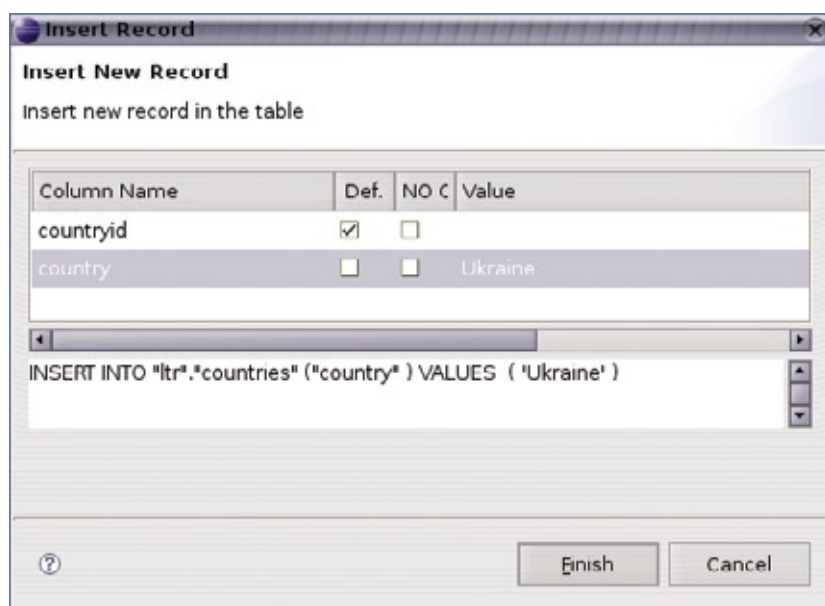 Insert Record
Insert New Record
Insert new record in the table
Column Name Def. NO C Value
countryid
country Ukraine
INSERT INTO "ltr"."countries" ("country" ) VALUES ( 'Ukraine' )
? Finish Cancel